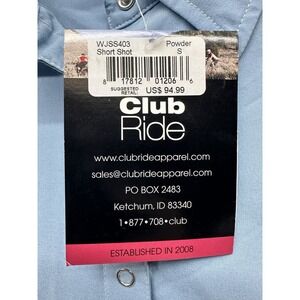 WJSS403 Powder
Short Shot S
8 17812 01206 6
SUGGESTED RETAIL: US$ 94.99
Club
Ride
www.clubrideapparel.com
sales@clubrideapparel.com
PO BOX 2483
Ketchum, ID 83340
1•877•708•club
ESTABLISHED IN 2008